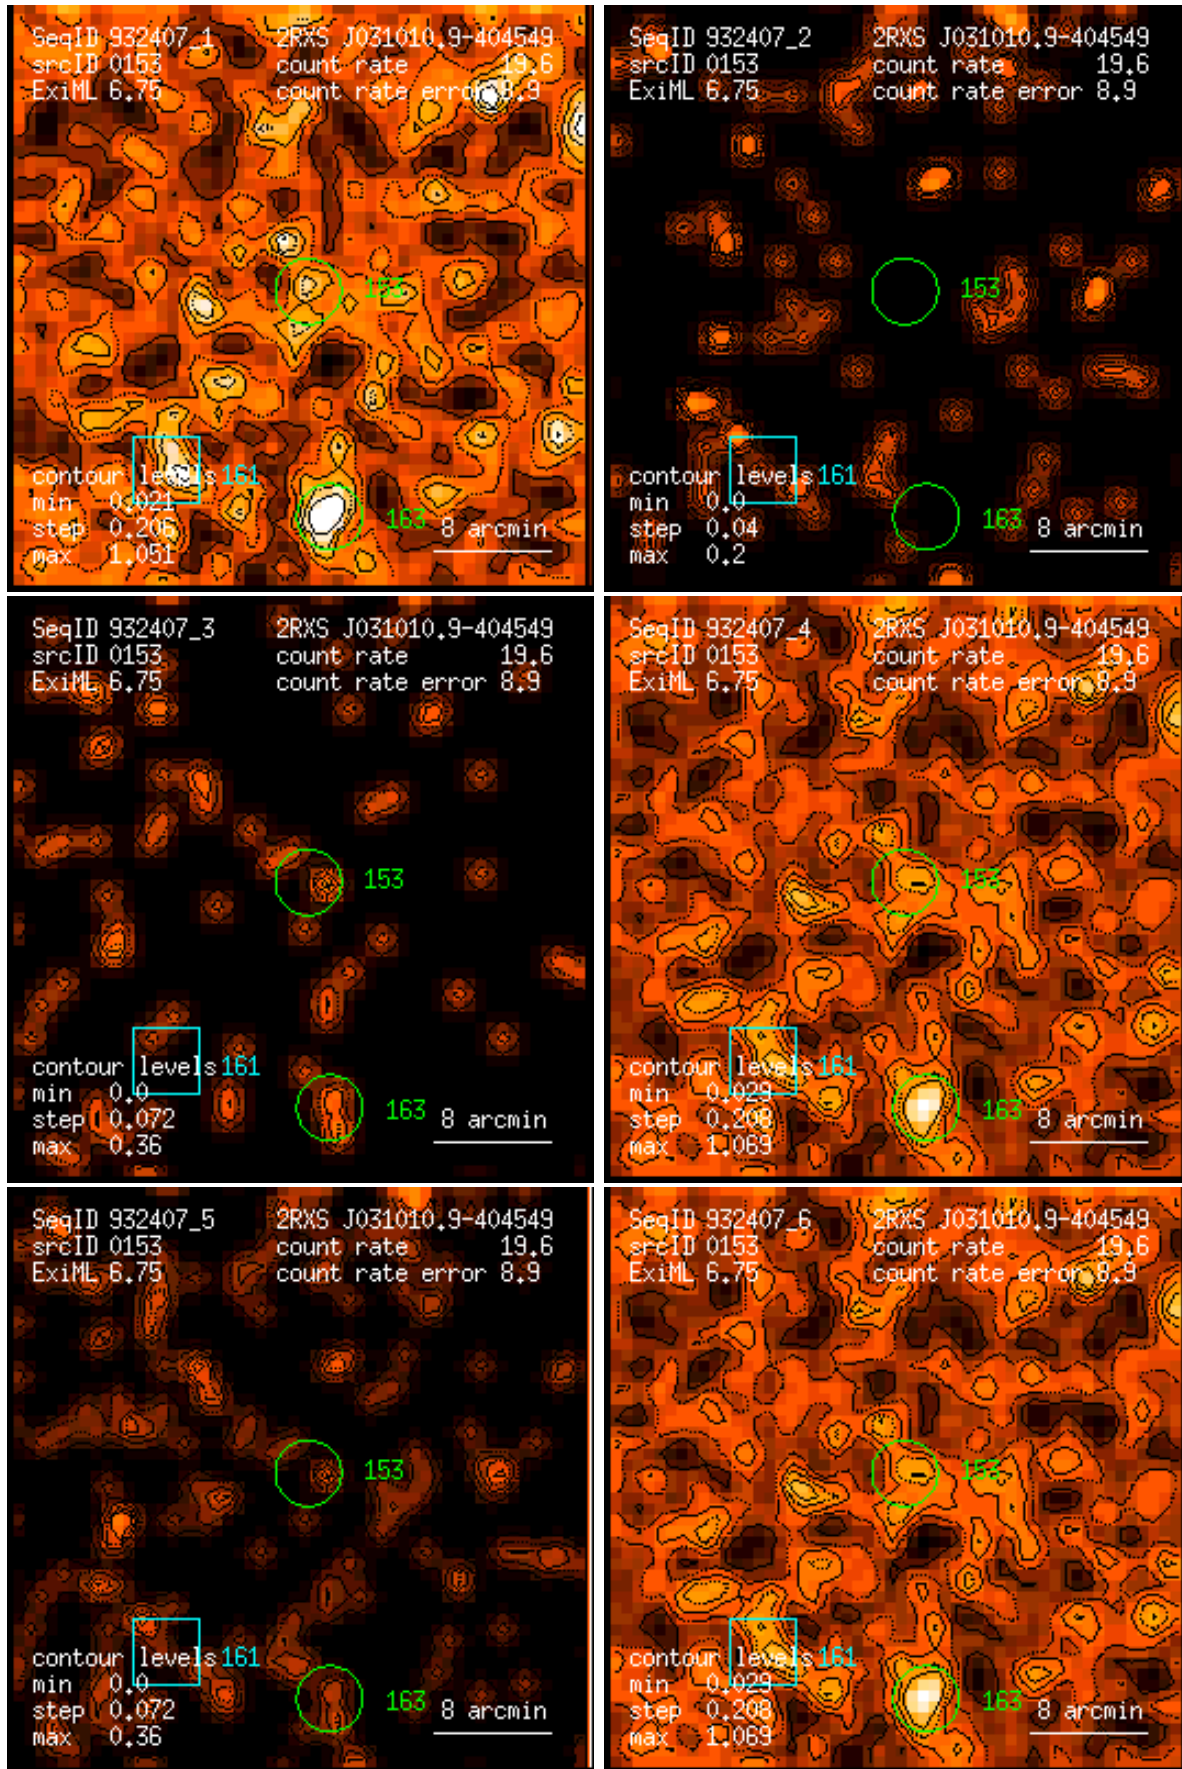 SeqID 932407_1 2RXS J031010.9-404549
srcID 0153 count rate 19.6
ExiML 6.75 count rate error 8.9
153
contour levels 161
min 0.021
step 0.206 163 8 arcmin
max 1.051
SeqID 932407_2 2RXS J031010.9-404549
srcID 0153 count rate 19.6
ExiML 6.75 count rate error 8.9
153
contour levels 161
min 0.0
step 0.04 163 8 arcmin
max 0.2
SeqID 932407_3 2RXS J031010.9-404549
srcID 0153 count rate 19.6
ExiML 6.75 count rate error 8.9
153
contour levels 161
min 0.0
step 0.072 163 8 arcmin
max 0.36
SeqID 932407_4 2RXS J031010.9-404549
srcID 0153 count rate 19.6
ExiML 6.75 count rate error 8.9
153
contour levels 161
min 0.029
step 0.208 163 8 arcmin
max 1.069
SeqID 932407_5 2RXS J031010.9-404549
srcID 0153 count rate 19.6
ExiML 6.75 count rate error 8.9
153
contour levels 161
min 0.0
step 0.072 163 8 arcmin
max 0.36
SeqID 932407_6 2RXS J031010.9-404549
srcID 0153 count rate 19.6
ExiML 6.75 count rate error 8.9
153
contour levels 161
min 0.029
step 0.208 163 8 arcmin
max 1.069